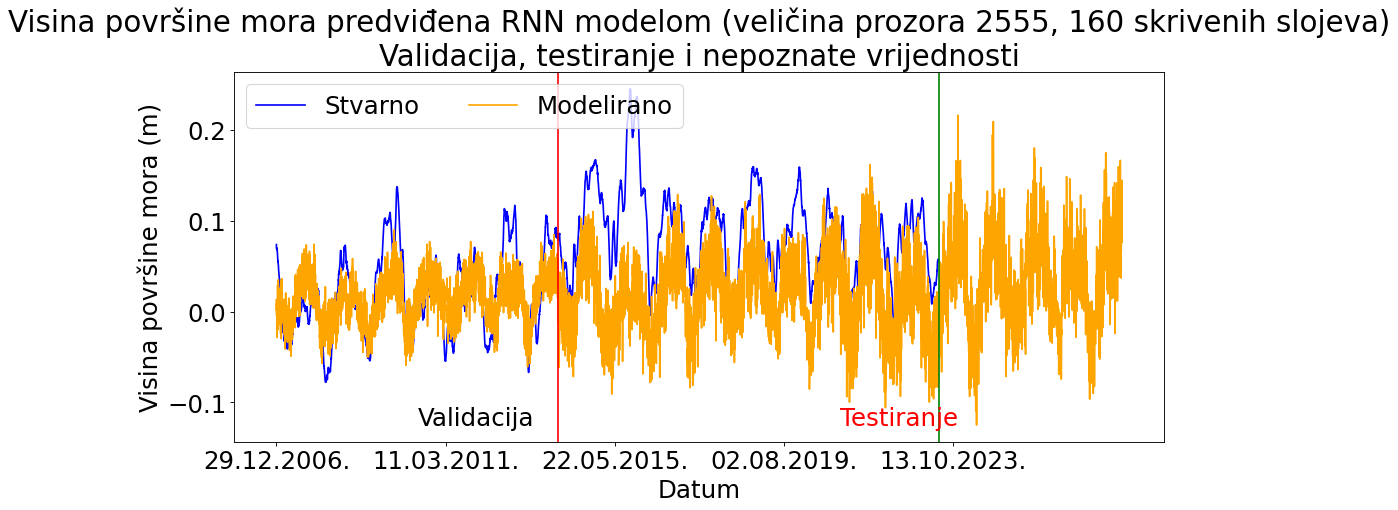 Visina površine mora predviđena RNN modelom (veličina prozora 2555, 160 skrivenih slojeva)
Validacija, testiranje i nepoznate vrijednosti
Stvarno Modelirano
Visina površine mora (m)
0.2
0.1
0.0
−0.1
Validacija Testiranje
29.12.2006. 11.03.2011. 22.05.2015. 02.08.2019. 13.10.2023.
Datum